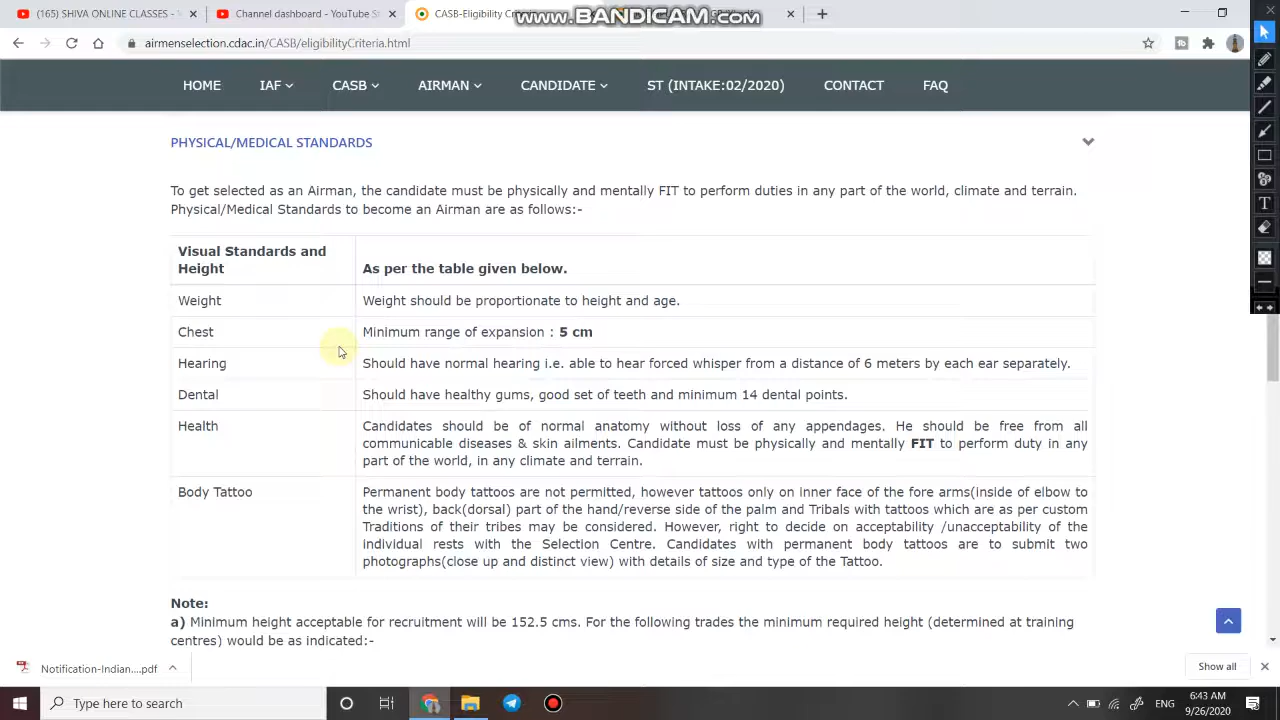 (165) SHIVA ONLINE CLASSES -
Channel dashboard - YouTube St
CASB-Eligibility Cri
www.BANDICAM.com
airmenselection.cdac.in/CASB/eligibilityCriteria.html
HOME IAF CASB AIRMAN CANDIDATE ST (INTAKE:02/2020) CONTACT FAQ
PHYSICAL/MEDICAL STANDARDS
To get selected as an Airman, the candidate must be physically and mentally FIT to perform duties in any part of the world, climate and terrain.
Physical/Medical Standards to become an Airman are as follows:-
Visual Standards and
Height
As per the table given below.
Weight
Weight should be proportionate to height and age.
Chest
Minimum range of expansion : 5 cm
Hearing
Should have normal hearing i.e. able to hear forced whisper from a distance of 6 meters by each ear separately.
Dental
Should have healthy gums, good set of teeth and minimum 14 dental points.
Health
Candidates should be of normal anatomy without loss of any appendages. He should be free from all
communicable diseases & skin ailments. Candidate must be physically and mentally FIT to perform duty in any
part of the world, in any climate and terrain.
Body Tattoo
Permanent body tattoos are not permitted, however tattoos only on inner face of the fore arms(inside of elbow to
the wrist), back(dorsal) part of the hand/reverse side of the palm and Tribals with tattoos which are as per custom
Traditions of their tribes may be considered. However, right to decide on acceptability /unacceptability of the
individual rests with the Selection Centre. Candidates with permanent body tattoos are to submit two
photographs(close up and distinct view) with details of size and type of the Tattoo.
Note:
a) Minimum height acceptable for recruitment will be 152.5 cms. For the following trades the minimum required height (determined at training
centres) would be as indicated:-
Notification-Indian....pdf
Show all
Type here to search
ENG
6:43 AM
9/26/2020